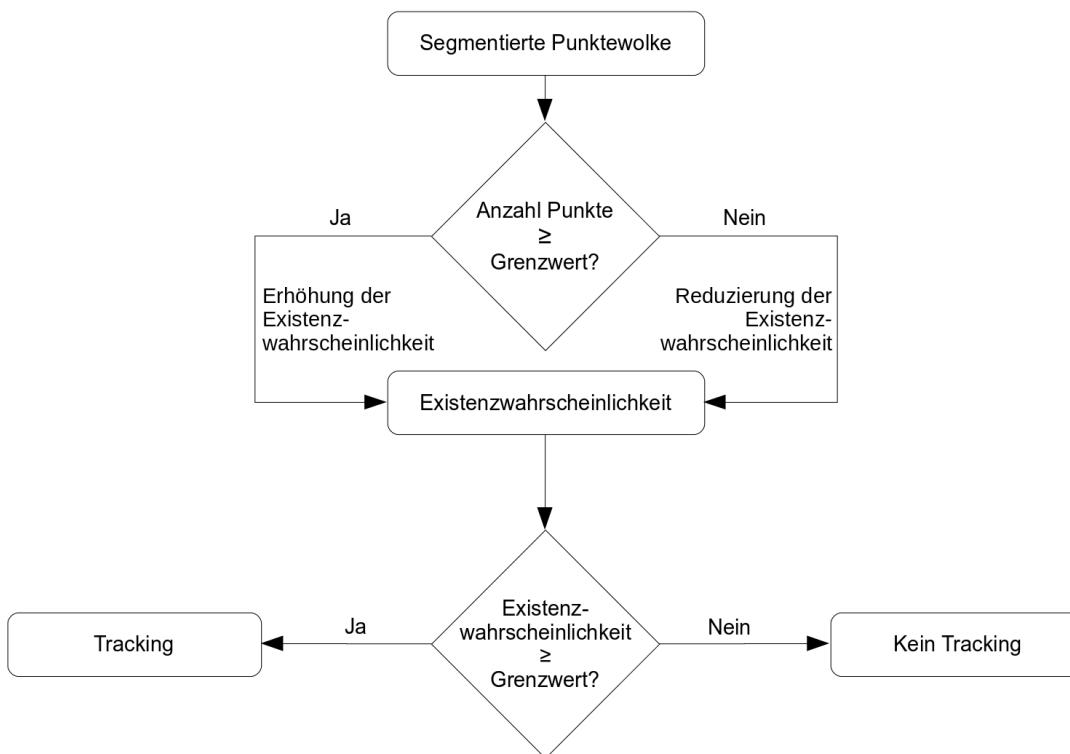 Segmentierte Punktewolke
Ja
Anzahl Punkte
≥
Grenzwert?
Nein
Erhöhung der
Existenz-
wahrscheinlichkeit
Reduzierung der
Existenz-
wahrscheinlichkeit
Existenzwahrscheinlichkeit
Tracking
Ja
Existenz-
wahrscheinlichkeit
≥
Grenzwert?
Nein
Kein Tracking